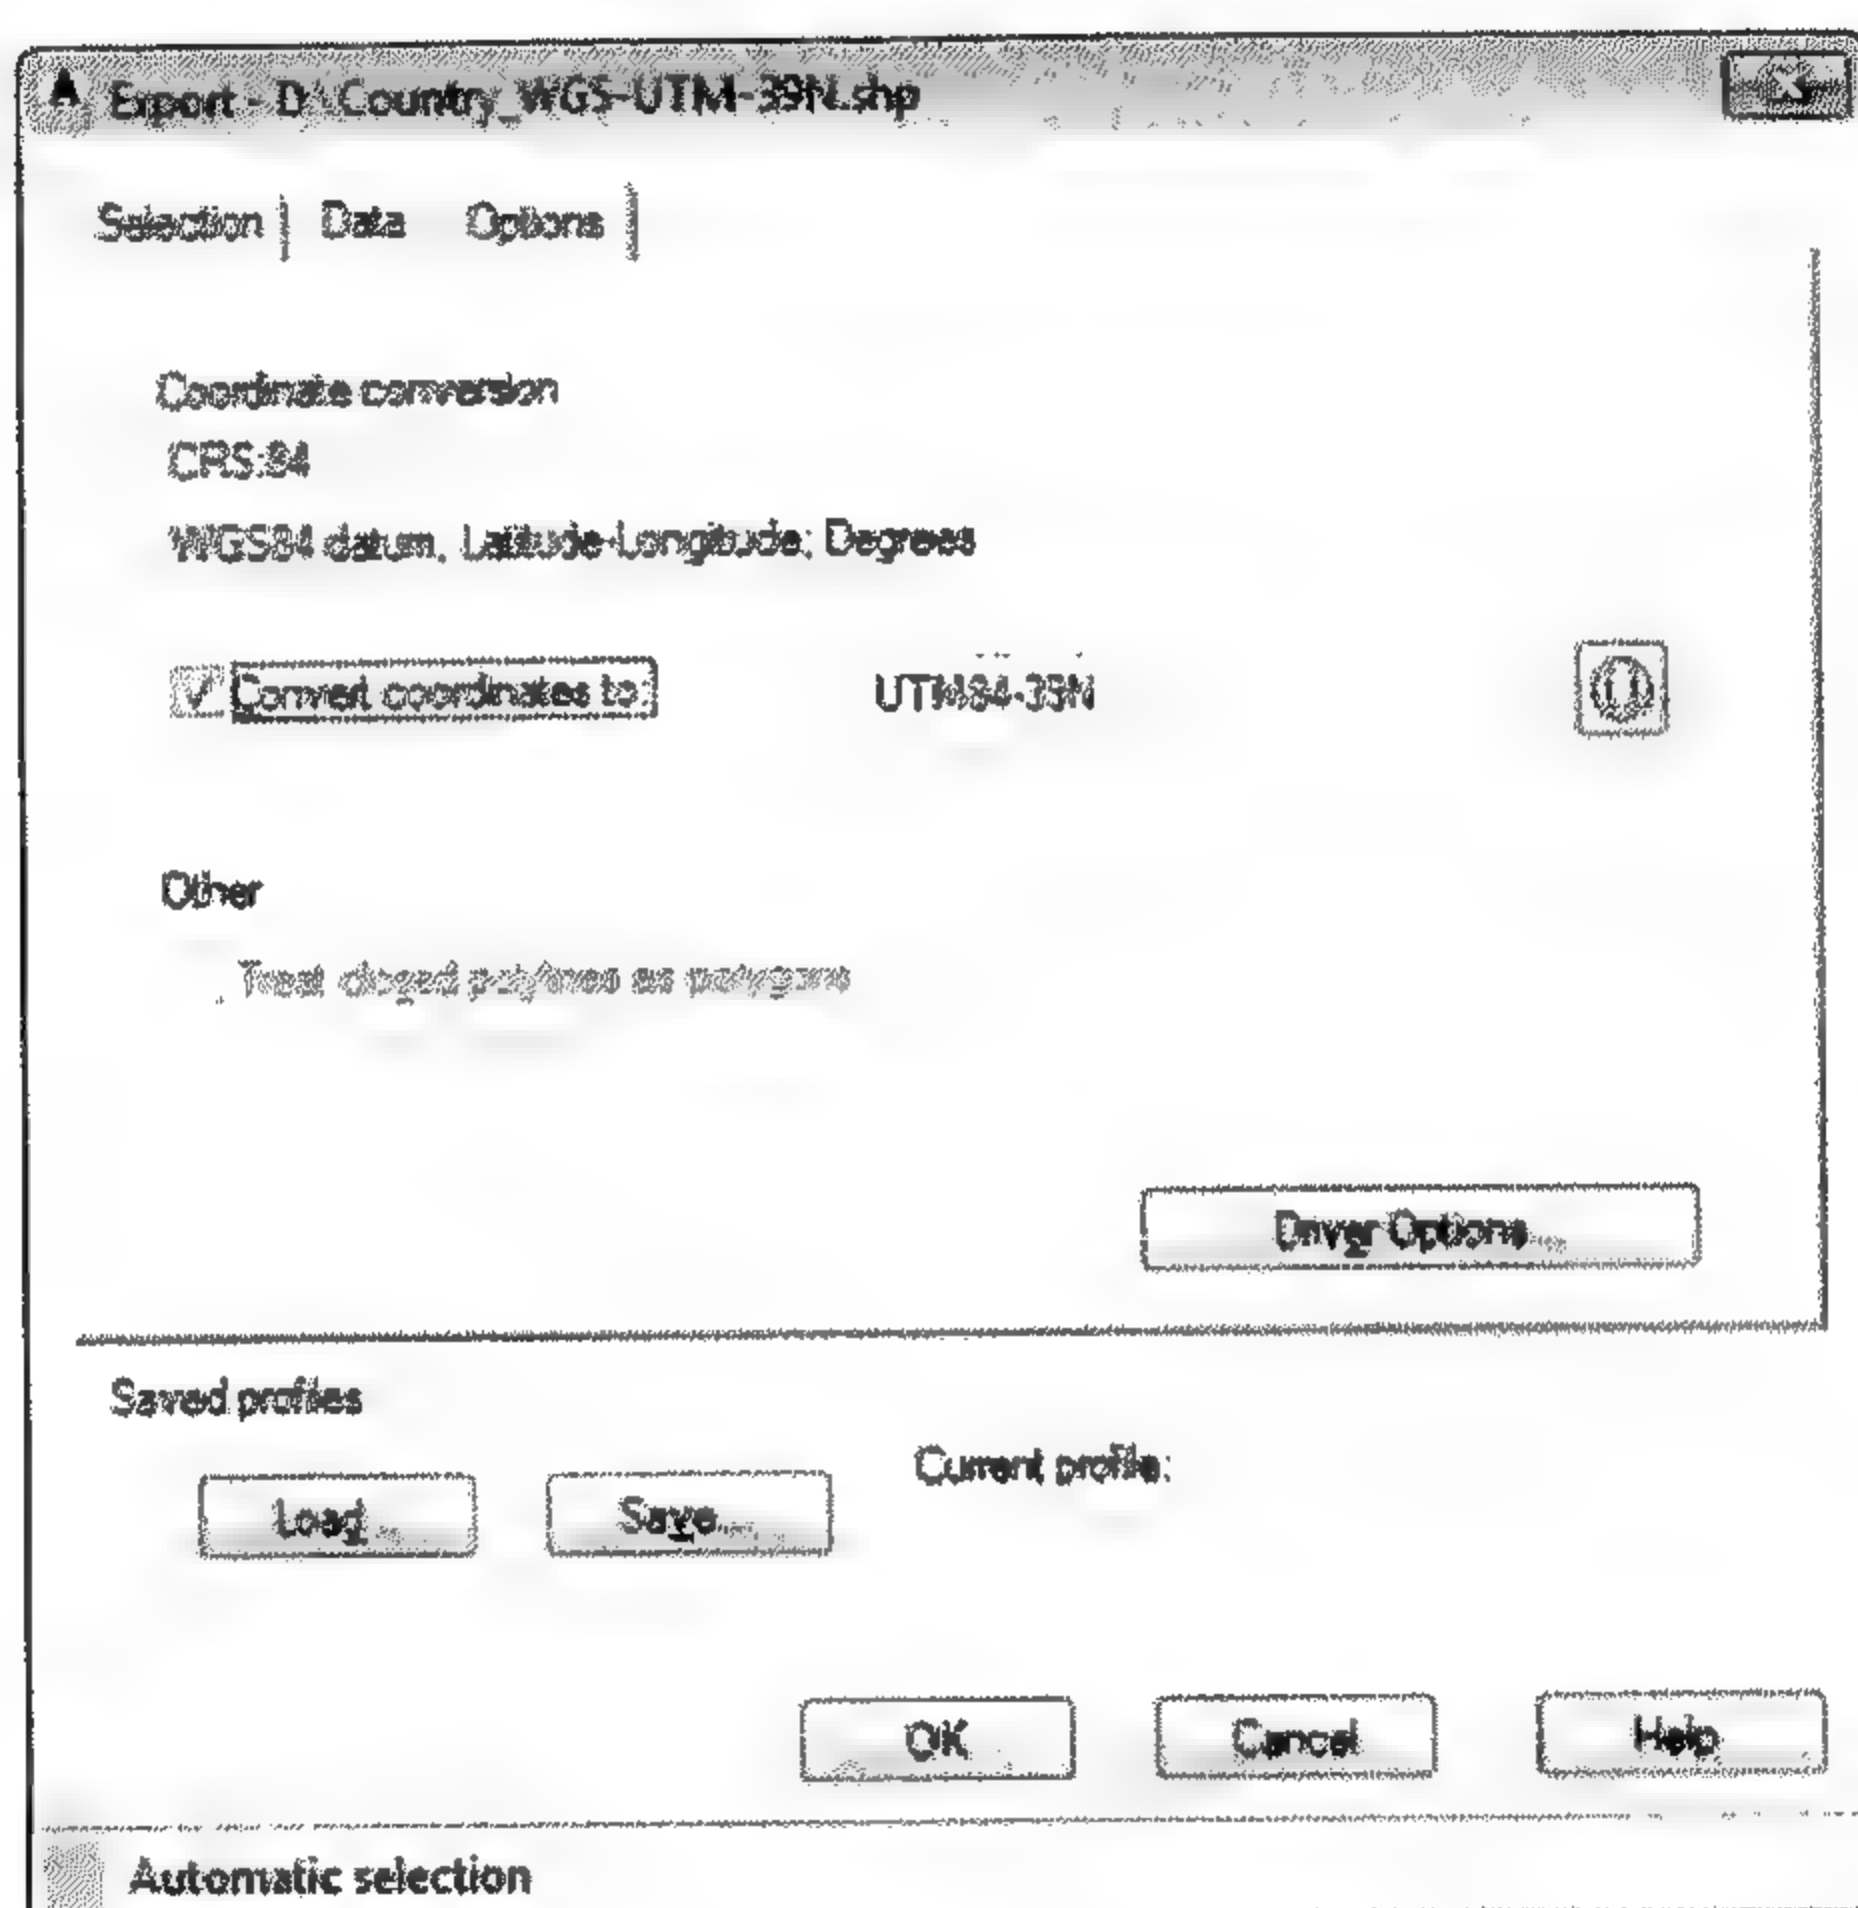 Export - D:\Country_WGS-UTM-39N.shp
Selection Data Options
Coordinate conversion
CRS:84
WGS84 datum, Latitude-Longitude; Degrees
Convert coordinates to: UTM84-39N
Other
Treat closed polylines as polygons
Driver Options...
Saved profiles
Current profile:
Load... Save...
OK Cancel Help
Automatic selection